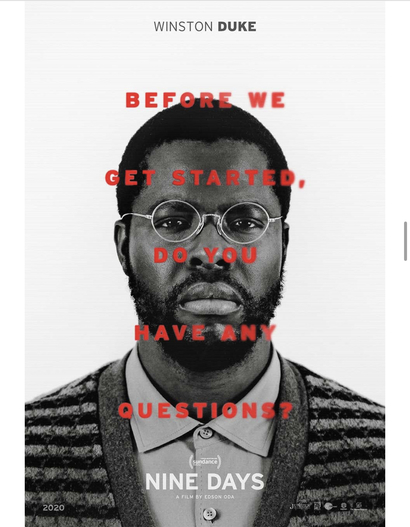 WINSTON DUKE
BEFORE WE
GET STARTED,
DO YOU
HAVE ANY
QUESTIONS?
sundance
NINE DAYS
A FILM BY EDSON ODA
2020